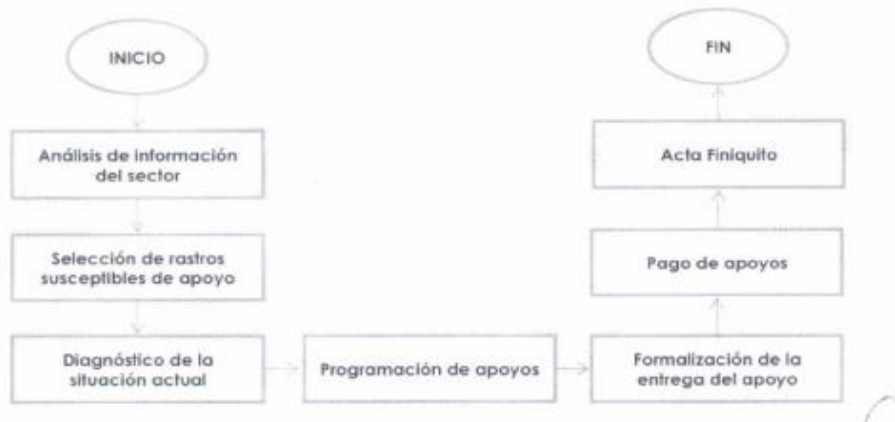 INICIO
Análisis de información
del sector
Selección de rastros
susceptibles de apoyo
Diagnóstico de la
situación actual
Programación de apoyos
Formalización de la
entrega del apoyo
Pago de apoyos
Acta Finiquito
FIN